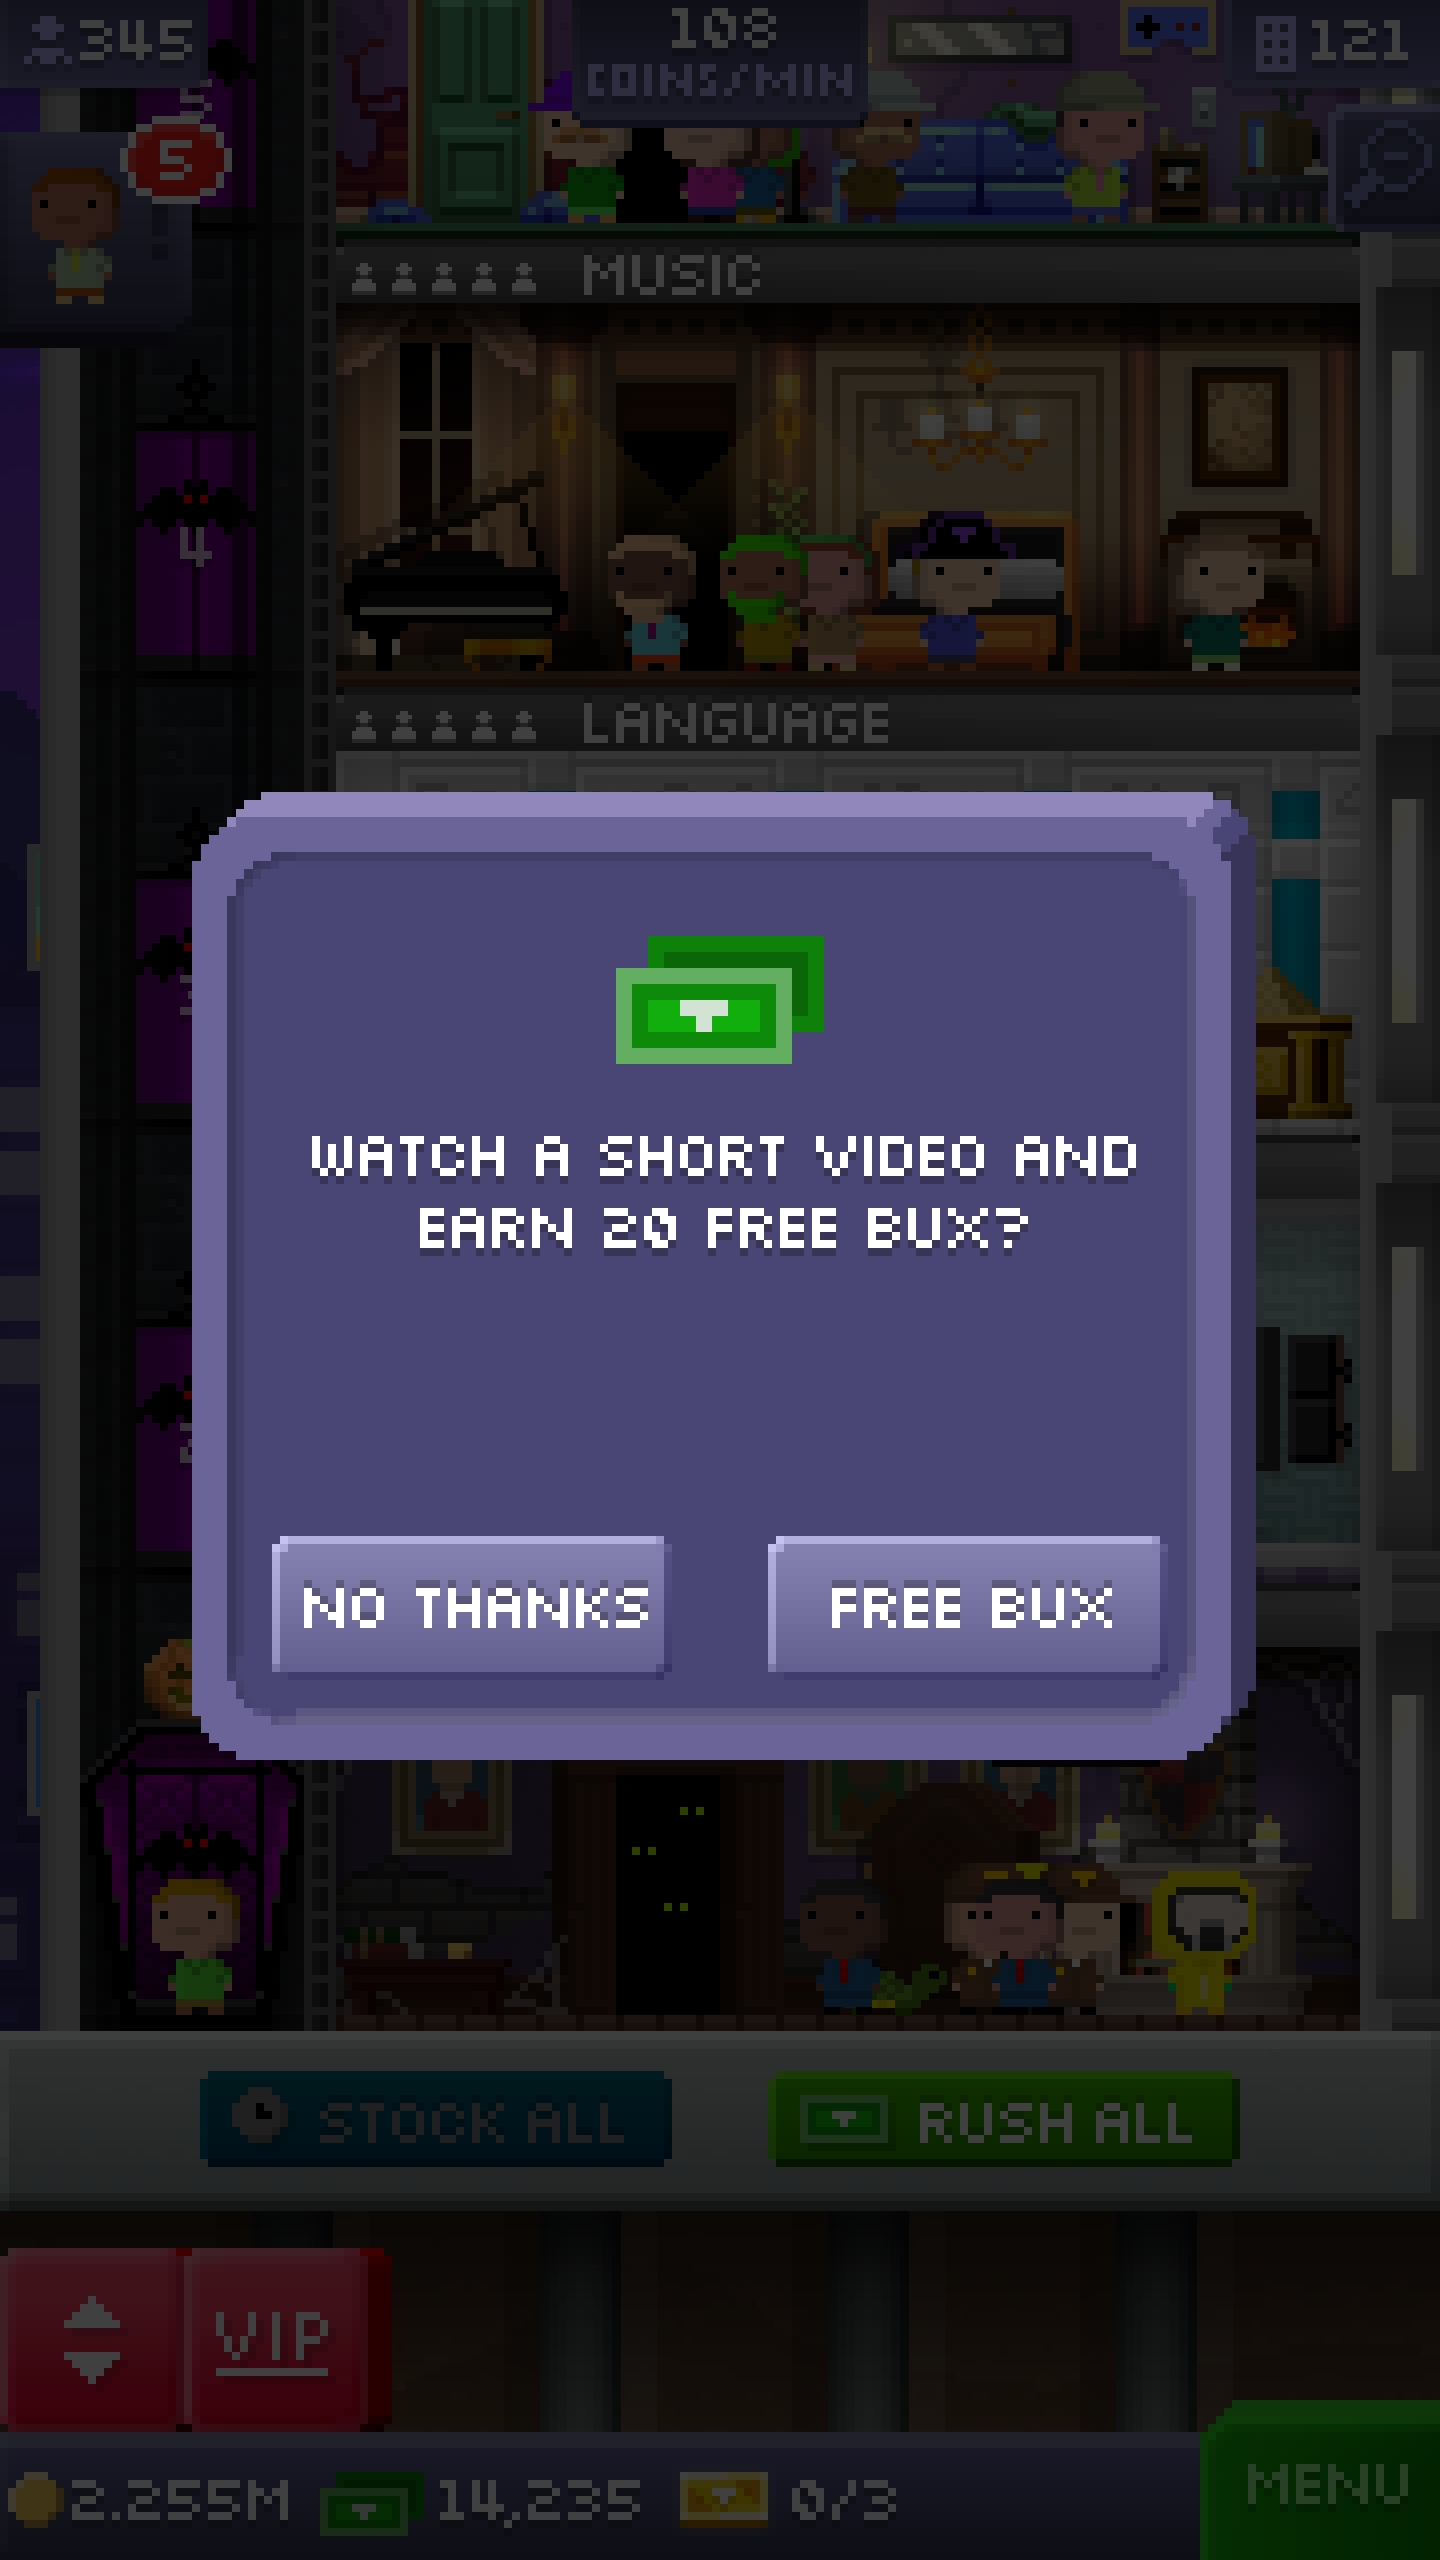 345
108
COINS/MIN
121
5
5
MUSIC
4
LANGUAGE
WATCH A SHORT VIDEO AND
EARN 20 FREE BUX?
NO THANKS
FREE BUX
STOCK ALL
RUSH ALL
VIP
2.255M
14,235
0/3
MENU